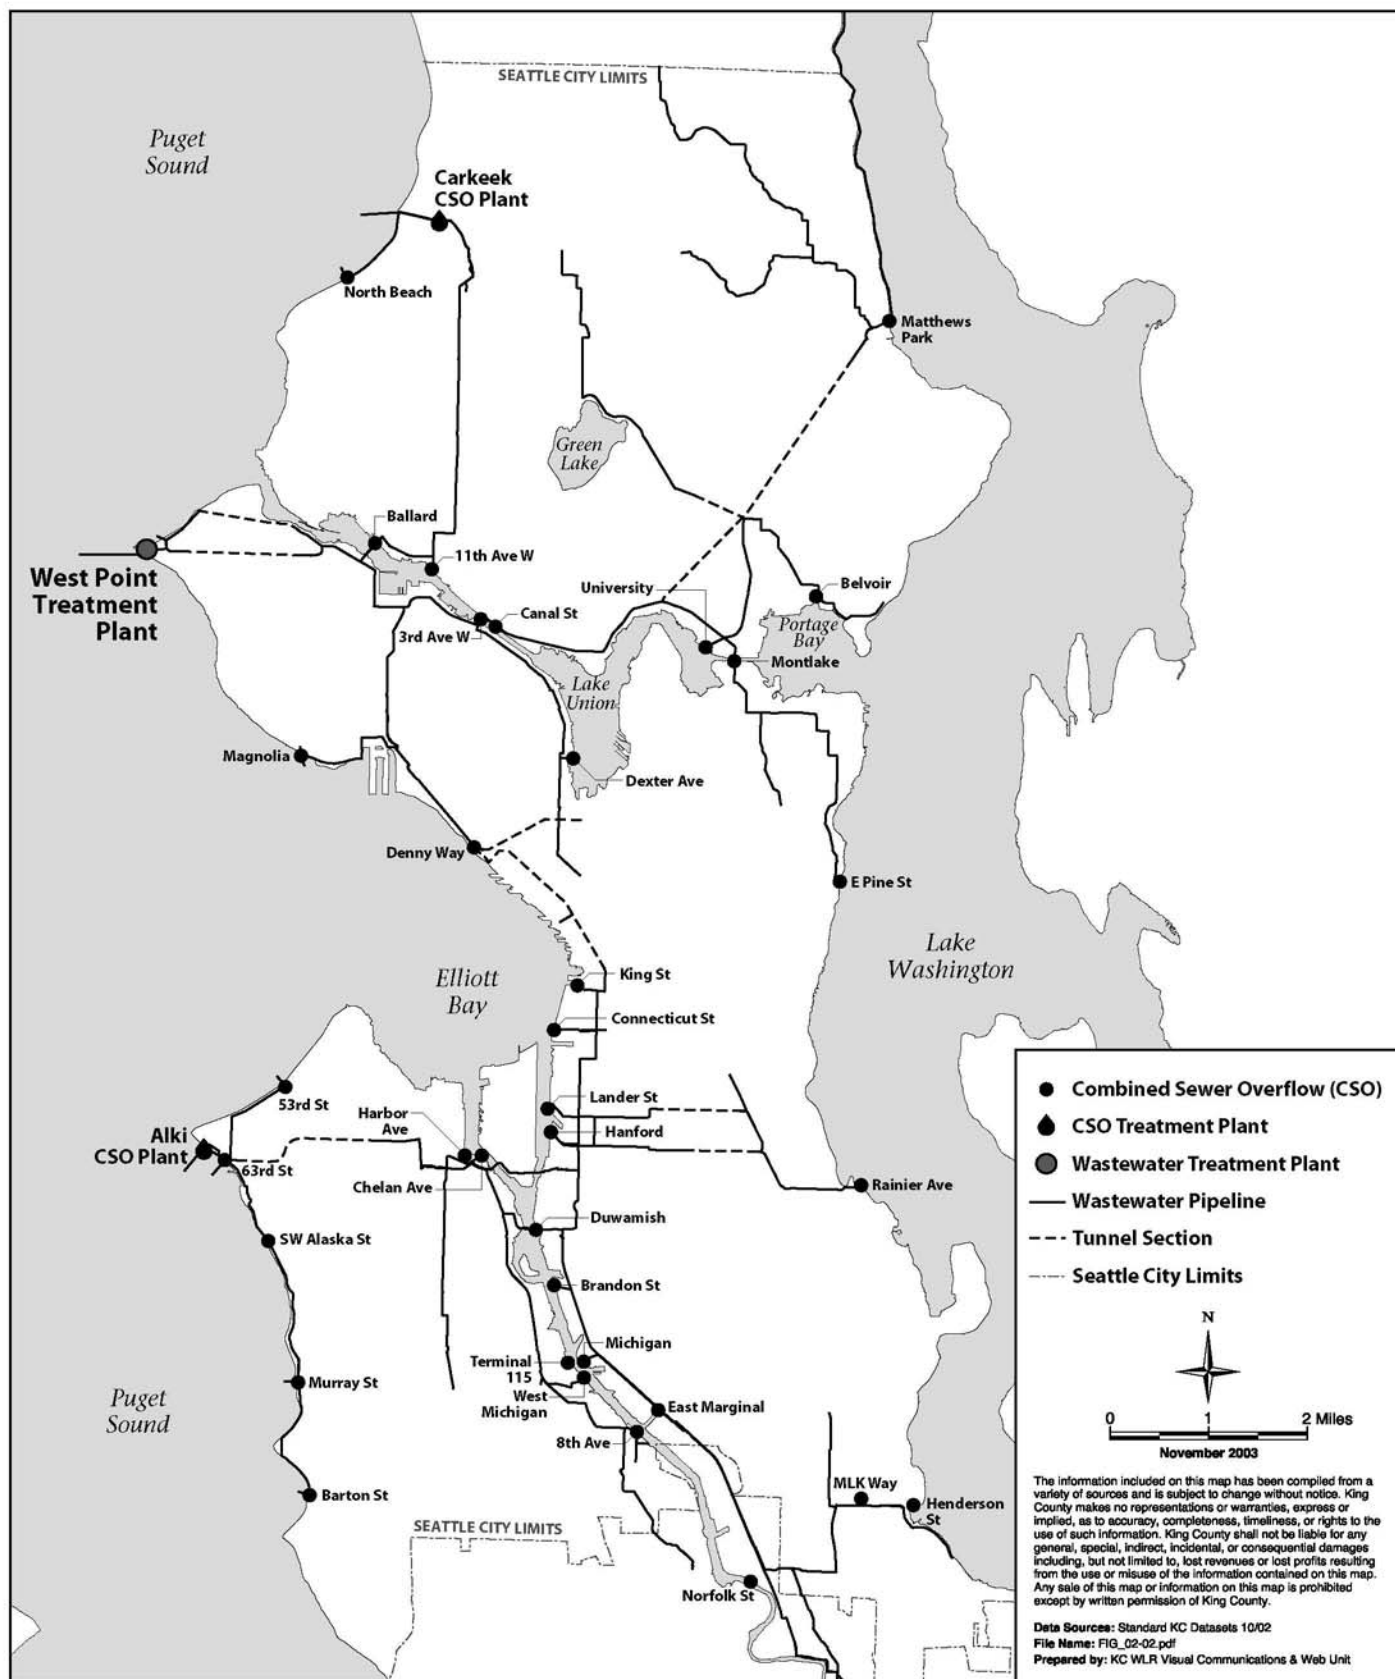 SEATTLE CITY LIMITS
Puget
Sound
Carkeek
CSO Plant
North Beach
Matthews
Park
Green
Lake
Ballard
11th Ave W
West Point
Treatment
Plant
University
Belvoir
Canal St
3rd Ave W
Portage
Bay
Montlake
Lake
Union
Magnolia
Dexter Ave
Denny Way
E Pine St
Lake
Washington
Elliott
Bay
King St
Connecticut St
53rd St
Harbor
Ave
Lander St
Hanford
Alki
CSO Plant
63rd St
Chelan Ave
Rainier Ave
Duwamish
SW Alaska St
Brandon St
Michigan
Terminal
115
West
Michigan
Murray St
Puget
Sound
East Marginal
8th Ave
Barton St
MLK Way
Henderson
St
SEATTLE CITY LIMITS
Norfolk St
Combined Sewer Overflow (CSO)
CSO Treatment Plant
Wastewater Treatment Plant
Wastewater Pipeline
Tunnel Section
Seattle City Limits
N
0 1 2 Miles
November 2003
The information included on this map has been compiled from a
variety of sources and is subject to change without notice. King
County makes no representations or warranties, express or
implied, as to accuracy, completeness, timeliness, or rights to the
use of such information. King County shall not be liable for any
general, special, indirect, incidental, or consequential damages
including, but not limited to, lost revenues or lost profits resulting
from the use or misuse of the information contained on this map.
Any sale of this map or information on this map is prohibited
except by written permission of King County.
Data Sources: Standard KC Datasets 10/02
File Name: FIG_02-02.pdf
Prepared by: KC WLR Visual Communications & Web Unit